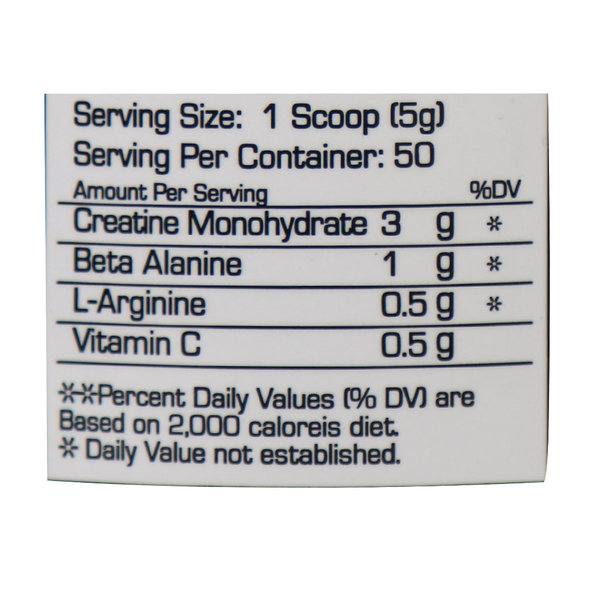 Serving Size: 1 Scoop (5g)
Serving Per Container: 50
Amount Per Serving %DV
Creatine Monohydrate 3 g *
Beta Alanine 1 g *
L-Arginine 0.5 g *
Vitamin C 0.5 g
**Percent Daily Values (% DV) are
Based on 2,000 caloreis diet.
* Daily Value not established.